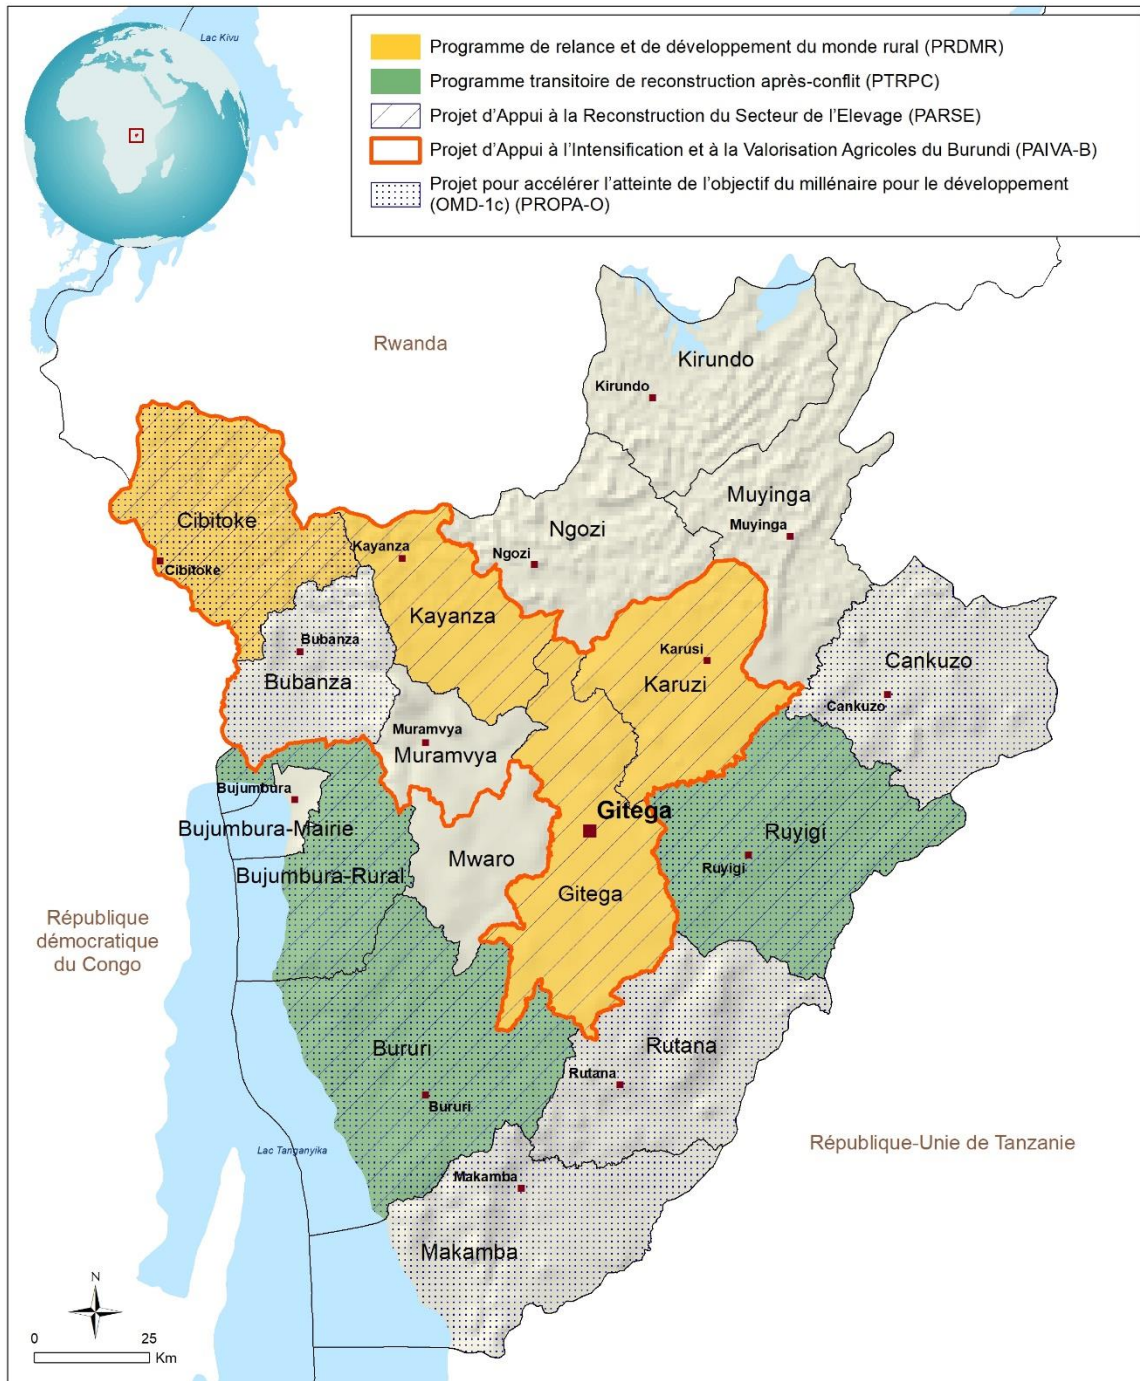 Lac Kivu
Programme de relance et de développement du monde rural (PRDMR)
Programme transitoire de reconstruction après-conflit (PTRPC)
Projet d'Appui à la Reconstruction du Secteur de l'Elevage (PARSE)
Projet d'Appui à l'Intensification et à la Valorisation Agricoles du Burundi (PAIVA-B)
Projet pour accélérer l'atteinte de l'objectif du millénaire pour le développement
(OMD-1c) (PROPA-O)
Rwanda
Kirundo
Kirundo
Muyinga
Muyinga
Ngozi
Ngozi
Cibitoke
Cibitoke
Kayanza
Kayanza
Bubanza
Bubanza
Karusi
Karuzi
Cankuzo
Cankuzo
Muramvya
Muramvya
Bujumbura
Bujumbura-Mairie
Bujumbura-Rural
Mwaro
Gitega
Gitega
Ruyigi
Ruyigi
République
démocratique
du Congo
Bururi
Bururi
Rutana
Rutana
République-Unie de Tanzanie
Lac Tanganyika
Makamba
Makamba
N
0 25
Km